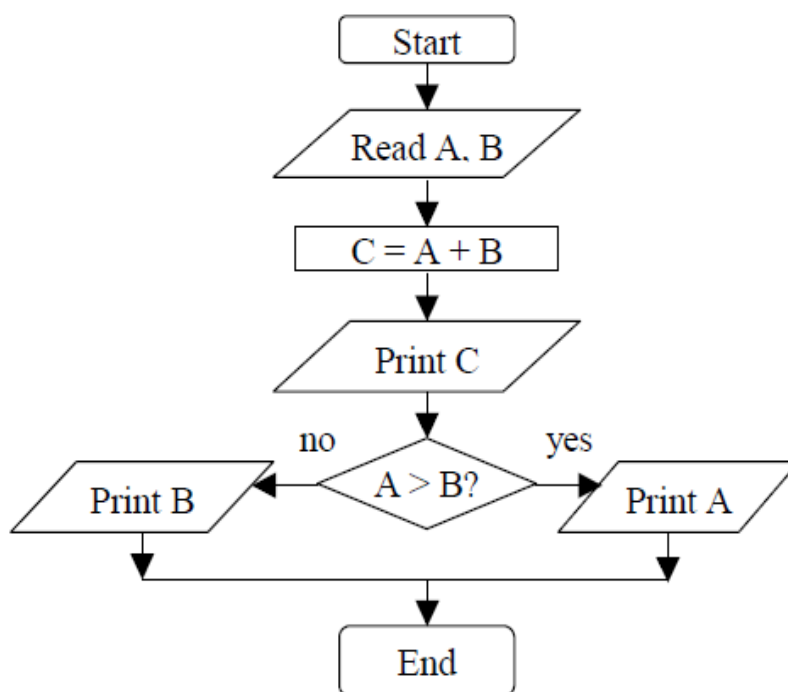 Start
Read A, B
C = A + B
Print C
no
yes
A > B?
Print B
Print A
End